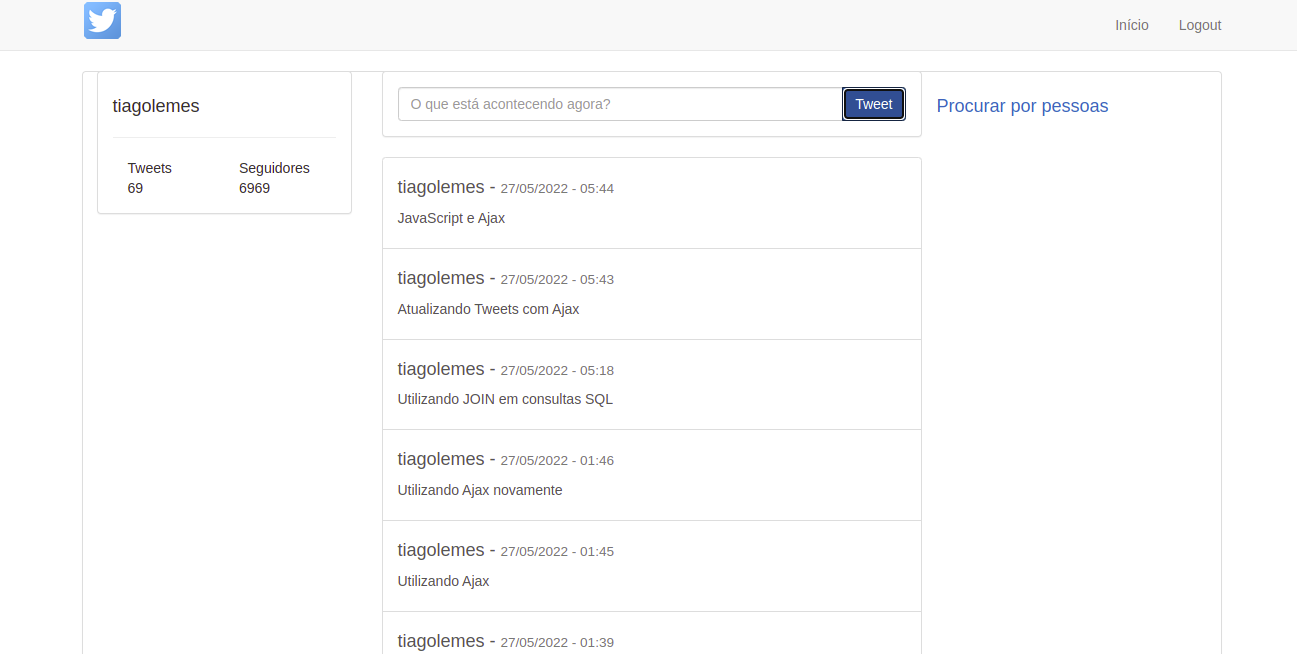 Início Logout
tiagolemes
Tweets Seguidores
69 6969
O que está acontecendo agora? Tweet
tiagolemes - 27/05/2022 - 05:44
JavaScript e Ajax
tiagolemes - 27/05/2022 - 05:43
Atualizando Tweets com Ajax
tiagolemes - 27/05/2022 - 05:18
Utilizando JOIN em consultas SQL
tiagolemes - 27/05/2022 - 01:46
Utilizando Ajax novamente
tiagolemes - 27/05/2022 - 01:45
Utilizando Ajax
tiagolemes - 27/05/2022 - 01:39
Procurar por pessoas